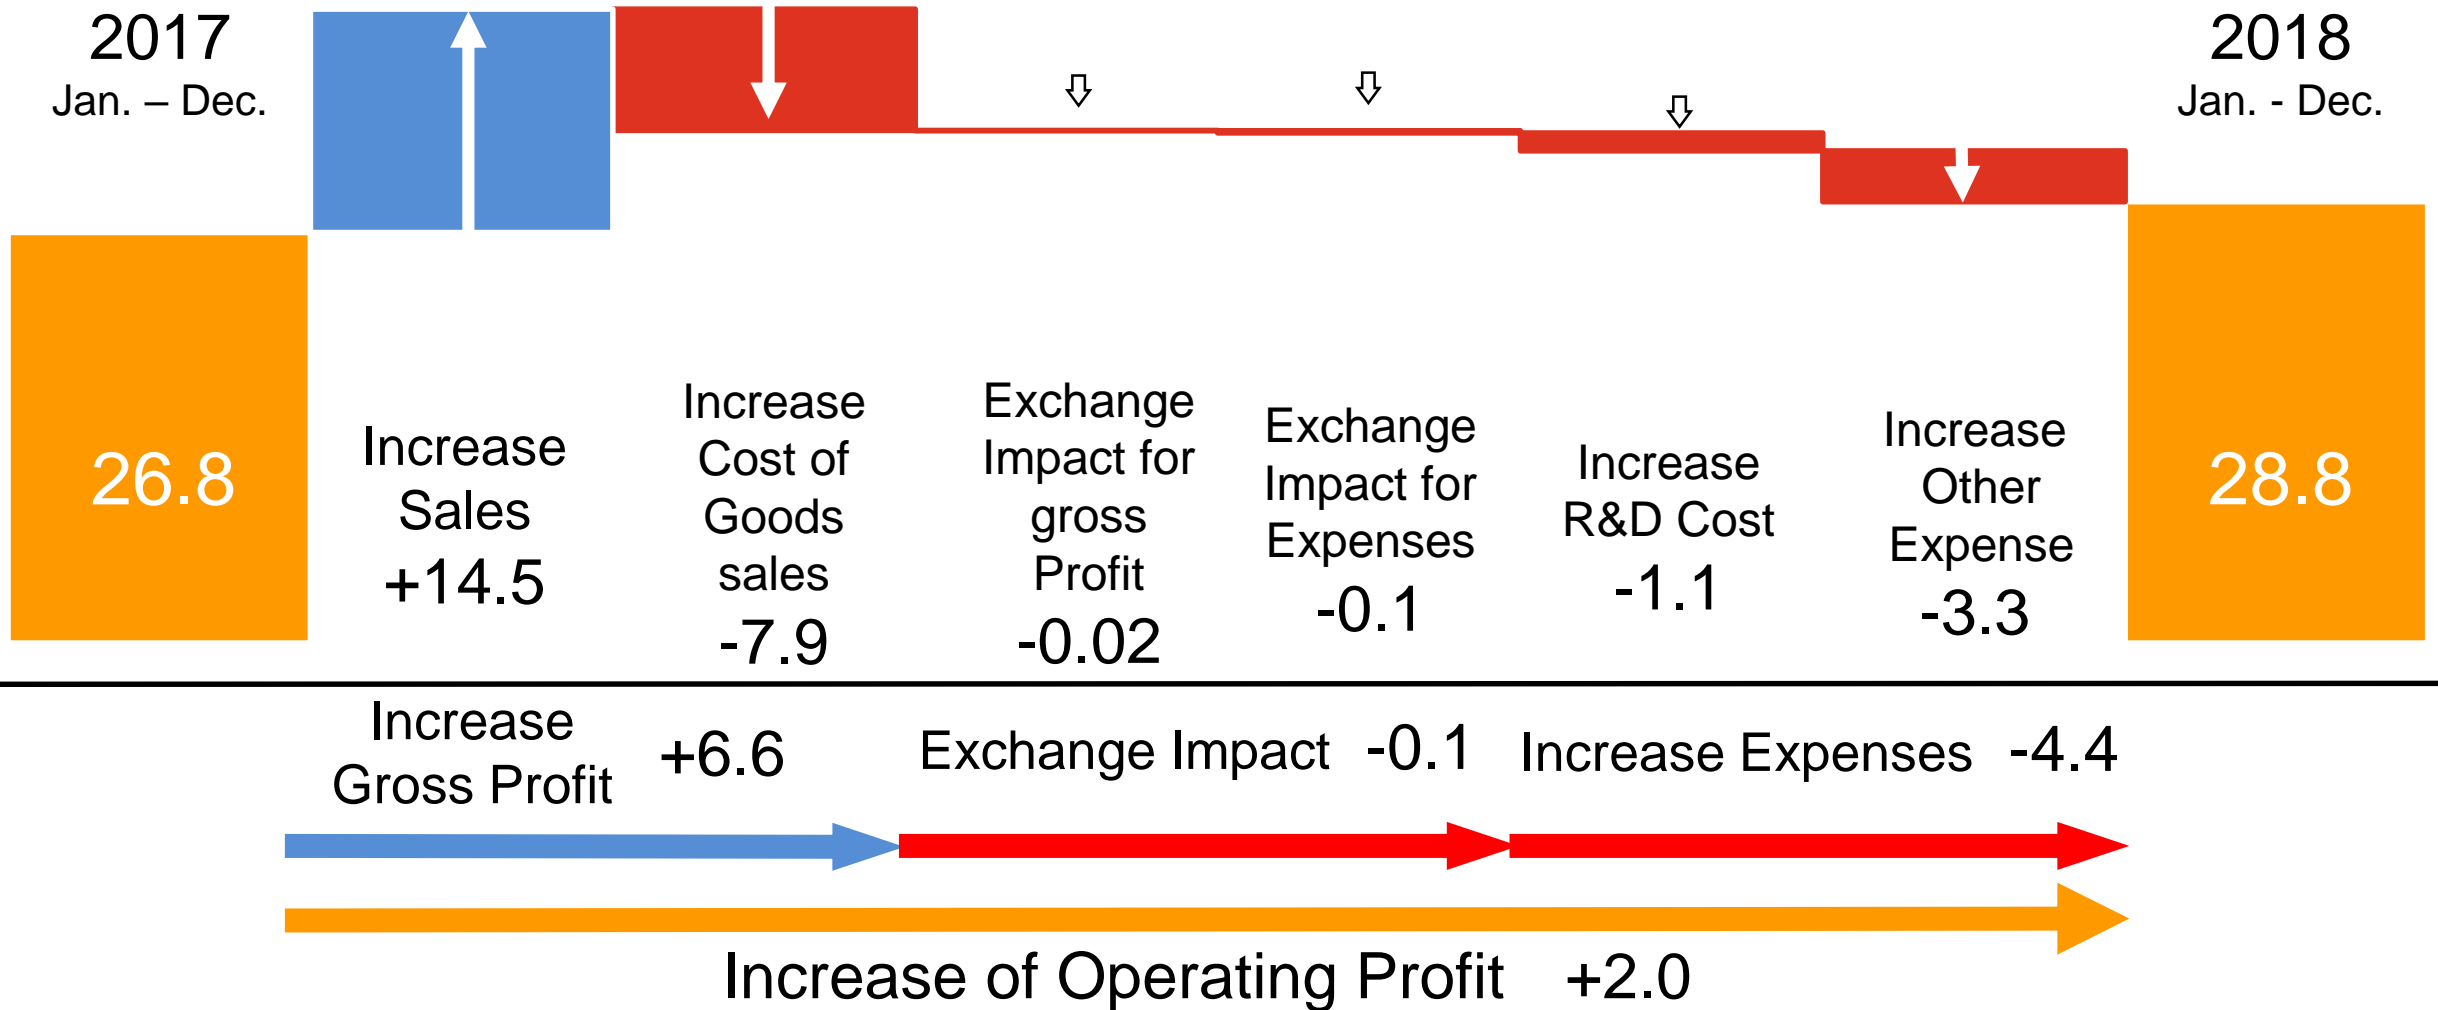 2017
Jan. – Dec.
2018
Jan. - Dec.
26.8
Increase
Sales
+14.5
Increase
Cost of
Goods
sales
-7.9
Exchange
Impact for
gross
Profit
-0.02
Exchange
Impact for
Expenses
-0.1
Increase
R&D Cost
-1.1
Increase
Other
Expense
-3.3
28.8
Increase
Gross Profit
+6.6
Exchange Impact -0.1
Increase Expenses -4.4
Increase of Operating Profit +2.0